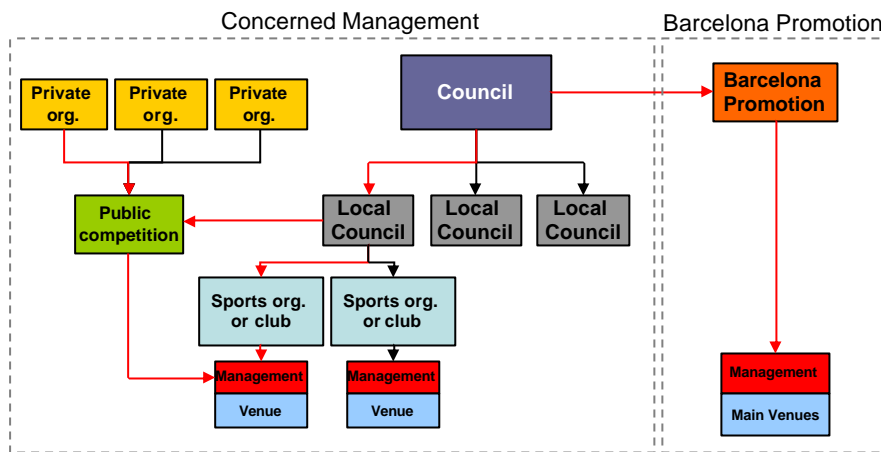 Concerned Management
Barcelona Promotion
Private
org.
Private
org.
Private
org.
Council
Barcelona
Promotion
Public
competition
Local
Council
Local
Council
Local
Council
Sports org.
or club
Sports org.
or club
Management
Venue
Management
Venue
Management
Main Venues